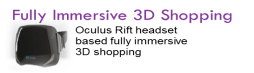 Fully Immersive 3D Shopping
Oculus Rift headset
based fully immersive
3D shopping